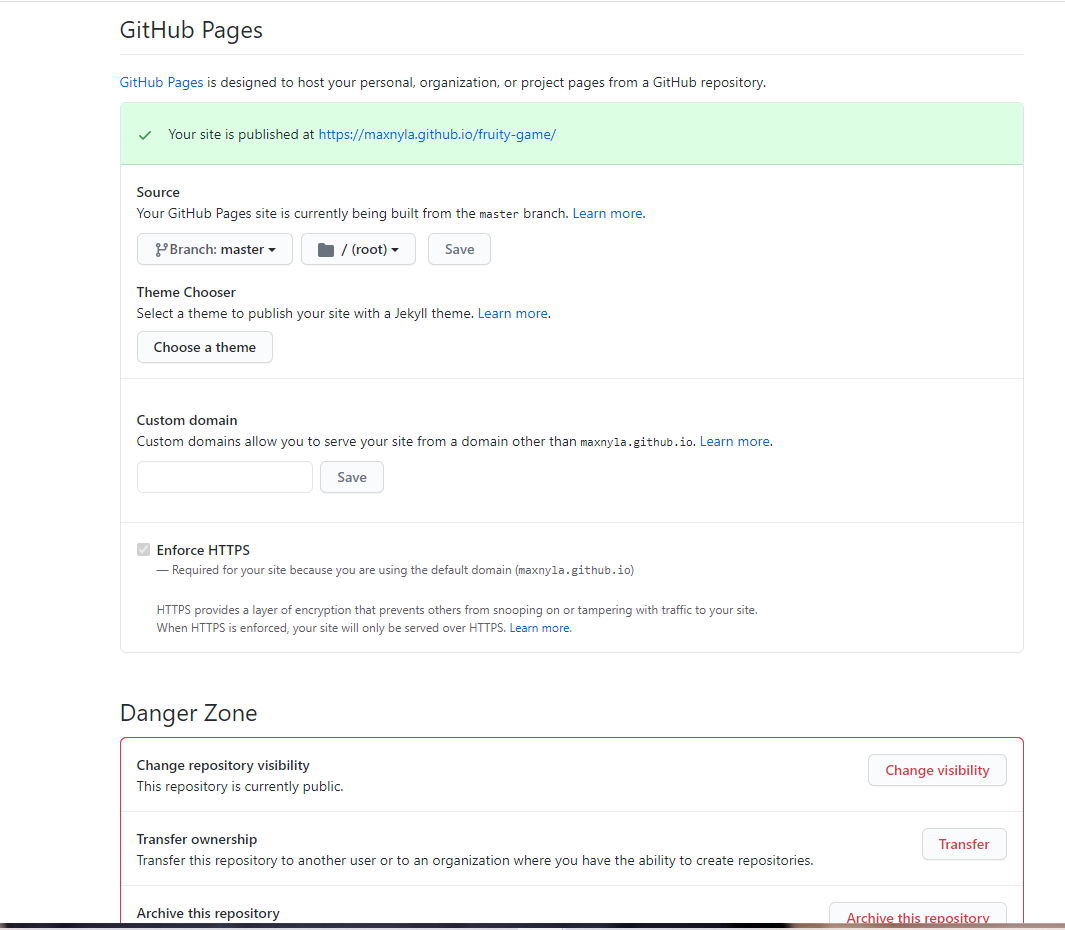 GitHub Pages
GitHub Pages is designed to host your personal, organization, or project pages from a GitHub repository.
Your site is published at https://maxnyla.github.io/fruity-game/
Source
Your GitHub Pages site is currently being built from the master branch. Learn more.
Branch: master
/ (root)
Save
Theme Chooser
Select a theme to publish your site with a Jekyll theme. Learn more.
Choose a theme
Custom domain
Custom domains allow you to serve your site from a domain other than maxnyla.github.io. Learn more.
Save
Enforce HTTPS
— Required for your site because you are using the default domain (maxnyla.github.io)
HTTPS provides a layer of encryption that prevents others from snooping on or tampering with traffic to your site.
When HTTPS is enforced, your site will only be served over HTTPS. Learn more.
Danger Zone
Change repository visibility
This repository is currently public.
Change visibility
Transfer ownership
Transfer this repository to another user or to an organization where you have the ability to create repositories.
Transfer
Archive this repository
Archive this repository